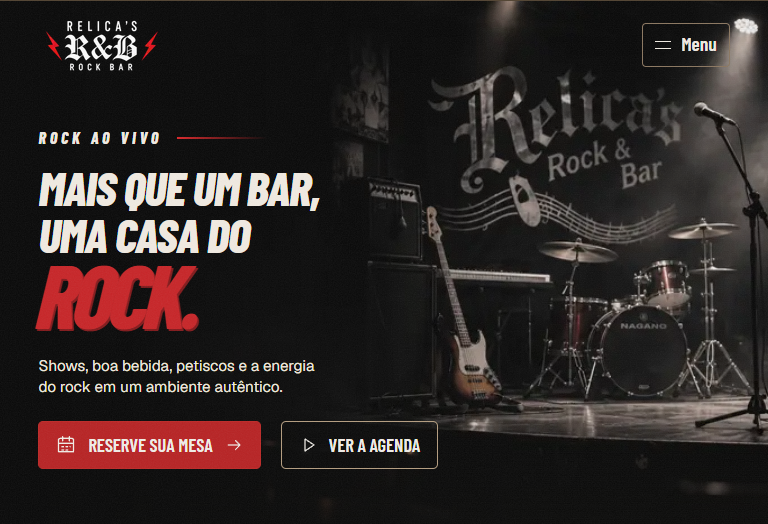 RELICA'S
R&B
ROCK BAR
Menu
Relica's
Rock &
Bar
ROCK AO VIVO
MAIS QUE UM BAR,
UMA CASA DO
ROCK.
Shows, boa bebida, petiscos e a energia
do rock em um ambiente autêntico.
NAGANO
RESERVE SUA MESA
VER A AGENDA